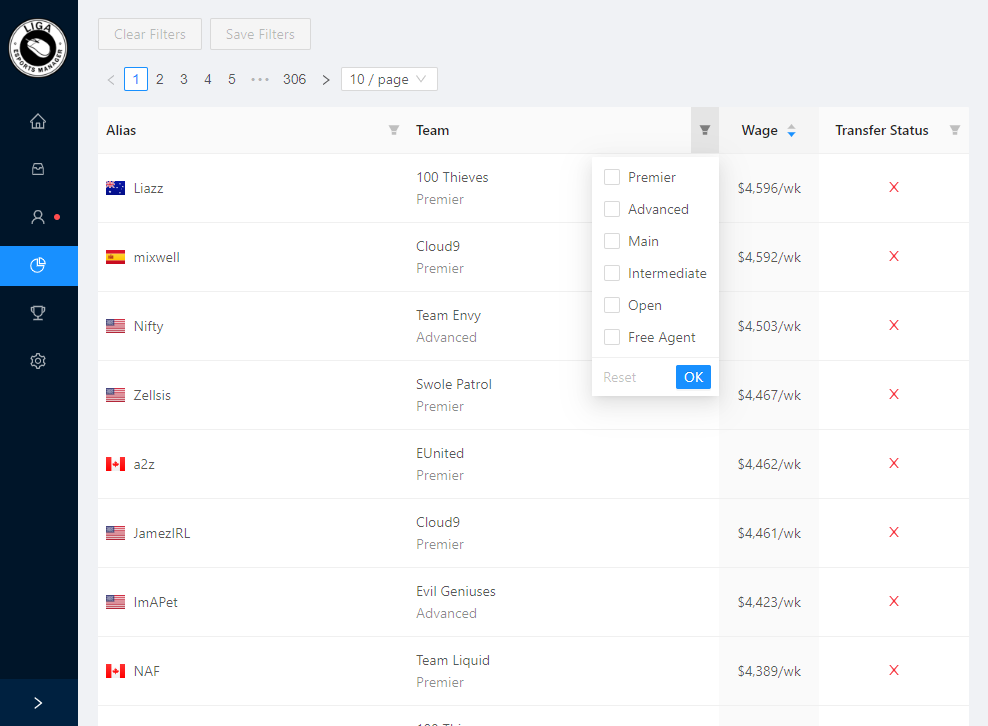 LIGA
ESPORTS MANAGER
Clear Filters
Save Filters
1 2 3 4 5 ••• 306
10 / page
Alias Team Wage Transfer Status
Liazz
100 Thieves
Premier
$4,596/wk
mixwell
Cloud9
Premier
$4,592/wk
Nifty
Team Envy
Advanced
$4,503/wk
Zellsis
Swole Patrol
Premier
$4,467/wk
a2z
EUnited
Premier
$4,462/wk
JamezIRL
Cloud9
Premier
$4,461/wk
ImAPet
Evil Geniuses
Advanced
$4,423/wk
NAF
Team Liquid
Premier
$4,389/wk
Premier
Advanced
Main
Intermediate
Open
Free Agent
Reset
OK